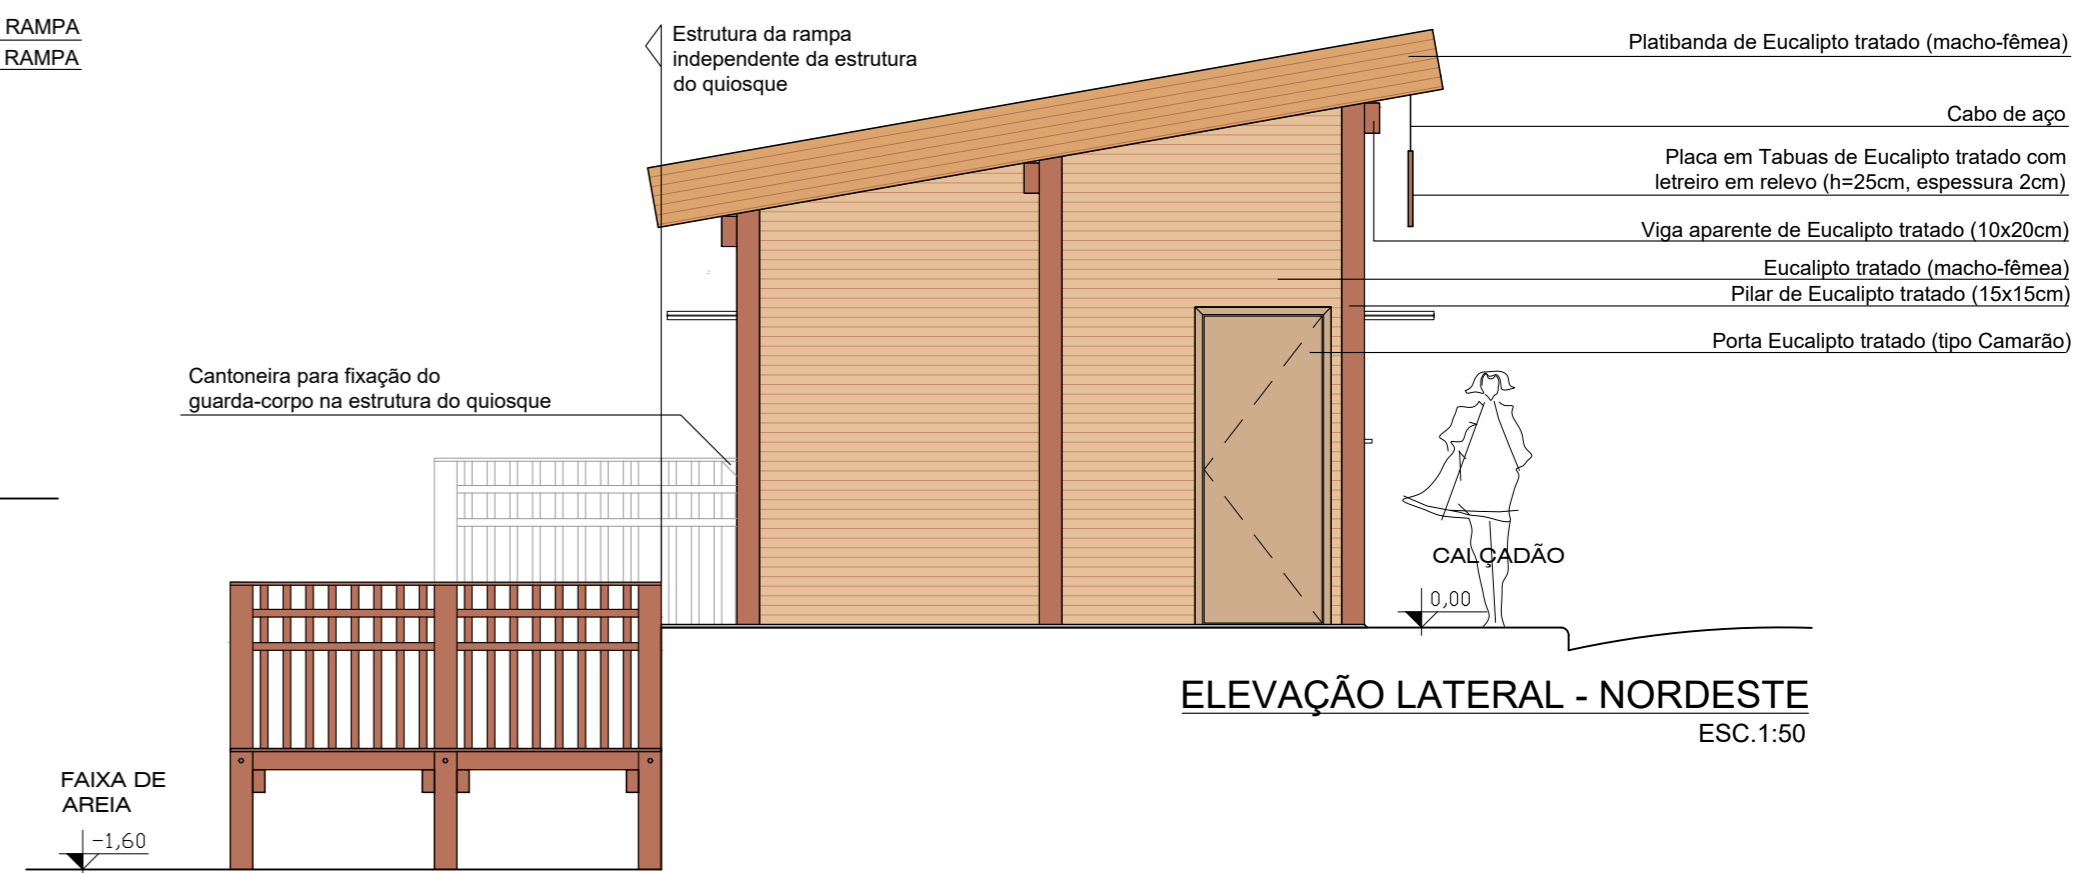 RAMPA
RAMPA
Estrutura da rampa
independente da estrutura
do quiosque
Platibanda de Eucalipto tratado (macho-fêmea)
Cabo de aço
Placa em Tabuas de Eucalipto tratado com
letreiro em relevo (h=25cm, espessura 2cm)
Viga aparente de Eucalipto tratado (10x20cm)
Eucalipto tratado (macho-fêmea)
Pilar de Eucalipto tratado (15x15cm)
Porta Eucalipto tratado (tipo Camarão)
Cantoneira para fixação do
guarda-corpo na estrutura do quiosque
CALÇADÃO
0,00
ELEVAÇÃO LATERAL - NORDESTE
ESC.1:50
FAIXA DE
AREIA
-1,60